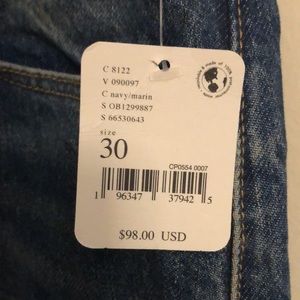 C 8122
V 090097
C navy/marin
S OB1299887
S 66530643
size
30
CP0554 0007
1 96347 37942 5
$98.00 USD